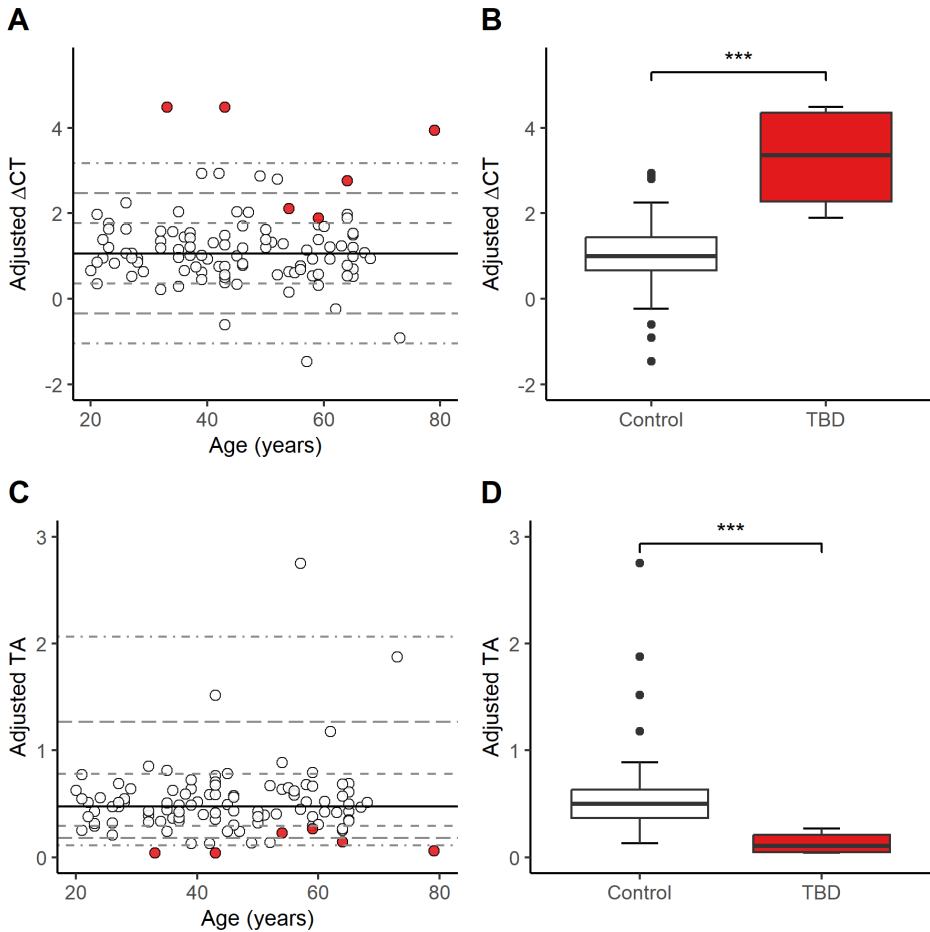 A
B
Adjusted ΔCT
4
2
0
-2
20
40
60
80
Age (years)
Adjusted ΔCT
4
2
0
-2
***
Control
TBD
C
D
Adjusted TA
3
2
1
0
20
40
60
80
Age (years)
Adjusted TA
3
2
1
0
***
Control
TBD